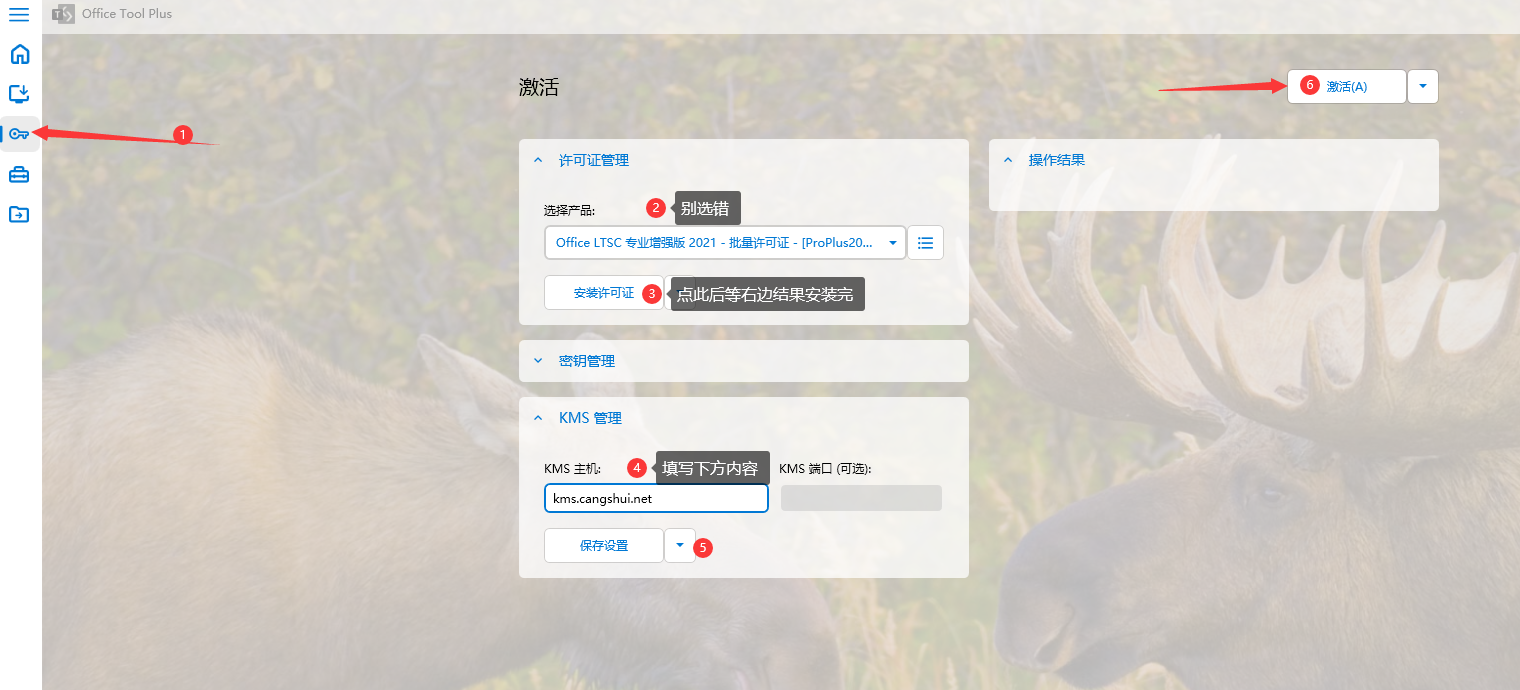 Office Tool Plus
激活
6 激活(A)
1
许可证管理
操作结果
选择产品:
2 别选错
Office LTSC 专业增强版 2021 - 批量许可证 - [ProPlus20...
安装许可证 3 点此后等右边结果安装完
密钥管理
KMS 管理
KMS 主机: 4 填写下方内容 KMS 端口 (可选):
kms.cangshui.net
保存设置 5